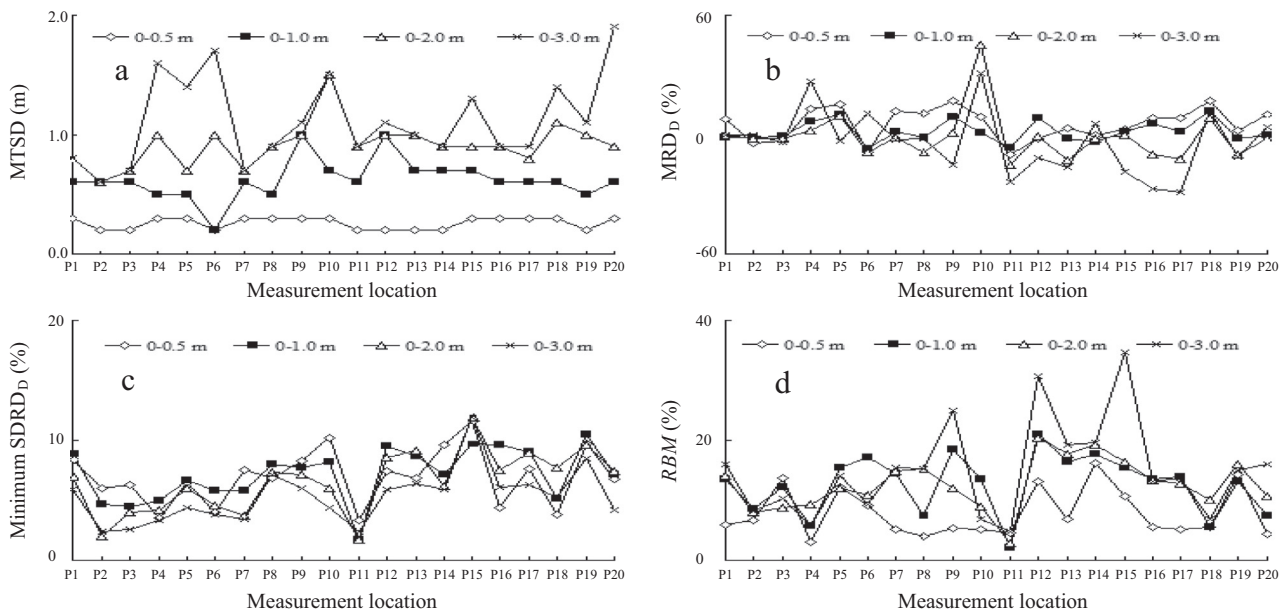 2.0
0-0.5 m 0-1.0 m 0-2.0 m 0-3.0 m
a
MTSD (m)
1.0
0.0
P1 P2 P3 P4 P5 P6 P7 P8 P9 P10 P11 P12 P13 P14 P15 P16 P17 P18 P19 P20
Measurement location
60
0-0.5 m 0-1.0 m 0-2.0 m 0-3.0 m
b
MRD_D (%)
0
-60
P1 P2 P3 P4 P5 P6 P7 P8 P9 P10 P11 P12 P13 P14 P15 P16 P17 P18 P19 P20
Measurement location
20
0-0.5 m 0-1.0 m 0-2.0 m 0-3.0 m
c
Minimum SDRD_D (%)
10
0
P1 P2 P3 P4 P5 P6 P7 P8 P9 P10 P11 P12 P13 P14 P15 P16 P17 P18 P19 P20
Measurement location
40
0-0.5 m 0-1.0 m 0-2.0 m 0-3.0 m
d
RBM (%)
20
0
P1 P2 P3 P4 P5 P6 P7 P8 P9 P10 P11 P12 P13 P14 P15 P16 P17 P18 P19 P20
Measurement location